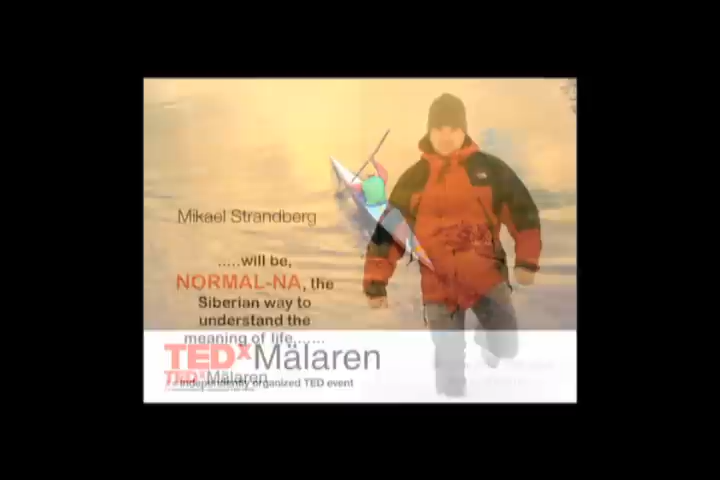 Mikael Strandberg
.....will be,
NORMAL-NA, the
Siberian way to
understand the
meaning of life.......
TEDxMälaren
TEDxMälaren
x = independently organized TED event